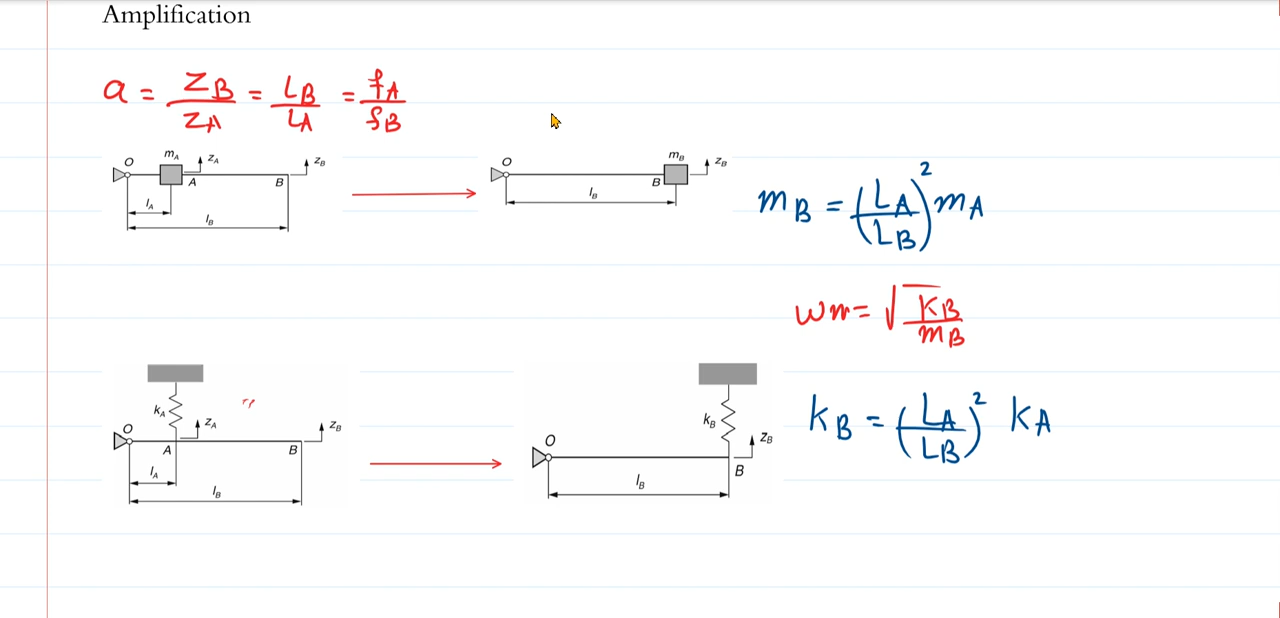 Amplification
a = ZB/ZA = LB/LA = fA/fB
O mA zA A B zB lA lB
O mB zB B lB
mB = (LA/LB)² mA
wn = √KB/mB
kA O zA zB A B lA lB
kB O zB B lB
kB = (LA/LB)² KA